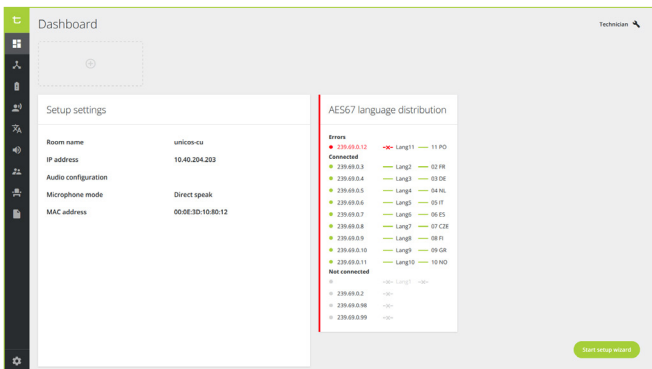 Dashboard
Technician
Setup settings
Room name unicos-cu
IP address 10.40.204.203
Audio configuration
Microphone mode Direct speak
MAC address 00:0E:3D:10:80:12
AES67 language distribution
Errors
239.69.0.12 -x- Lang11 11 PO
Connected
239.69.0.3 Lang2 02 FR
239.69.0.4 Lang3 03 DE
239.69.0.5 Lang4 04 NL
239.69.0.6 Lang5 05 IT
239.69.0.7 Lang6 06 ES
239.69.0.8 Lang7 07 CZE
239.69.0.9 Lang8 08 FI
239.69.0.10 Lang9 09 GR
239.69.0.11 Lang10 10 NO
Not connected
-x- Lang1 -x-
239.69.0.2 -x-
239.69.0.98 -x-
239.69.0.99 -x-
Start setup wizard